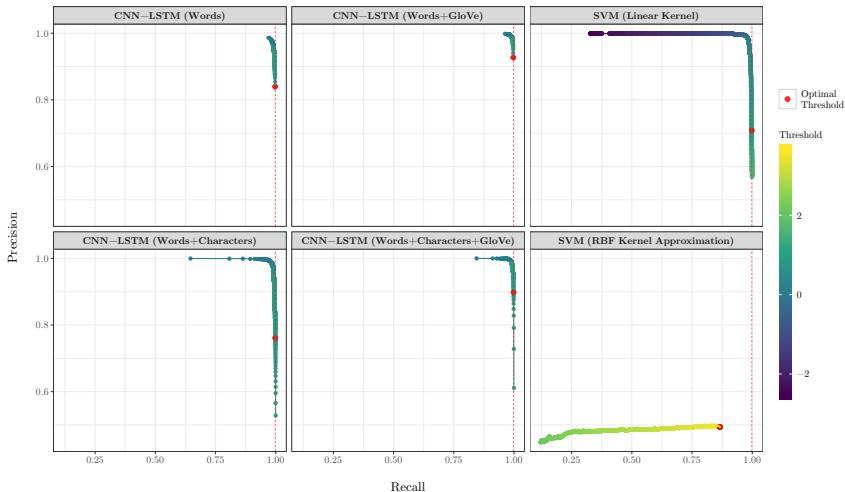 CNN−LSTM (Words)
CNN−LSTM (Words+GloVe)
SVM (Linear Kernel)
1.0
0.8
0.6
CNN−LSTM (Words+Characters)
CNN−LSTM (Words+Characters+GloVe)
SVM (RBF Kernel Approximation)
1.0
0.8
0.6
0.25 0.50 0.75 1.00
0.25 0.50 0.75 1.00
0.25 0.50 0.75 1.00
Recall
Precision
Optimal
Threshold
Threshold
2
0
−2